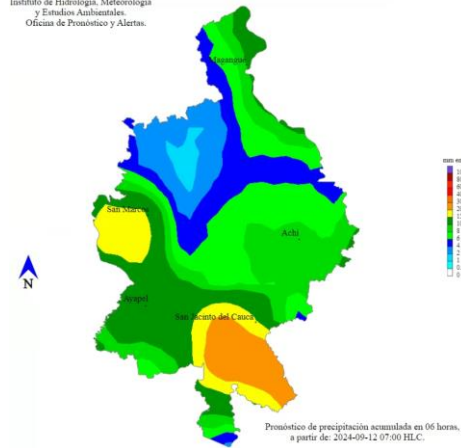 Instituto de Hidrología, Meteorología
y Estudios Ambientales.
Oficina de Pronóstico y Alertas.
Magangué
San Marcos
Achí
N
Ayapel
San Jacinto del Cauca
Pronóstico de precipitación acumulada en 06 horas,
a partir de: 2024-09-12 07:00 HLC.